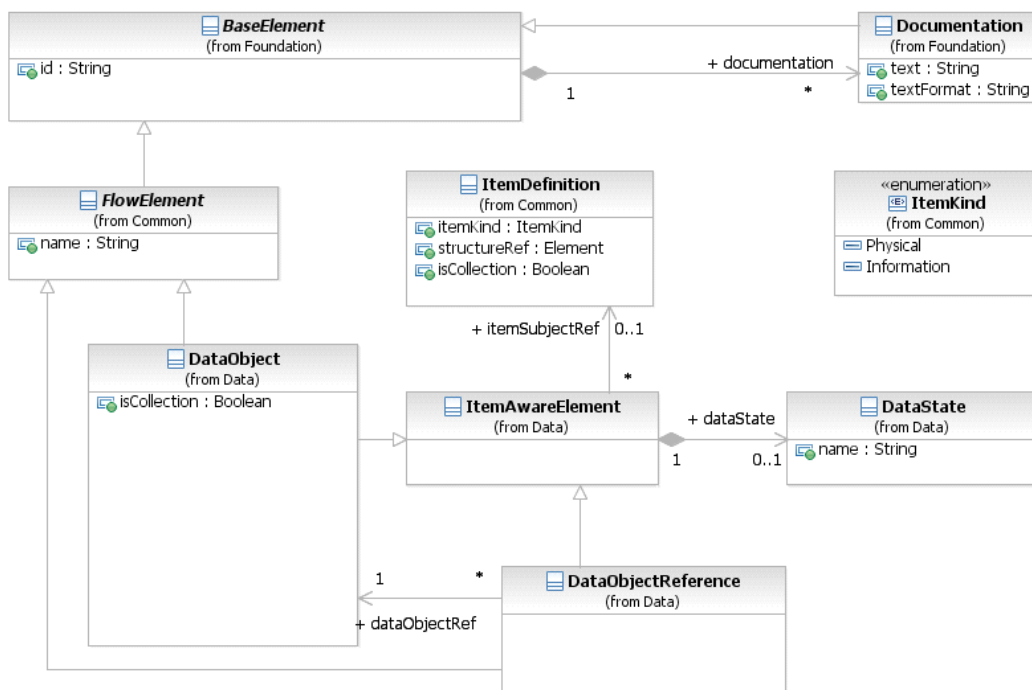 BaseElement
(from Foundation)
id : String
Documentation
(from Foundation)
text : String
textFormat : String
+ documentation
1
*
FlowElement
(from Common)
name : String
ItemDefinition
(from Common)
itemKind : ItemKind
structureRef : Element
isCollection : Boolean
«enumeration»
<E> ItemKind
(from Common)
Physical
Information
+ itemSubjectRef
0..1
*
DataObject
(from Data)
isCollection : Boolean
ItemAwareElement
(from Data)
+ dataState
1
0..1
DataState
(from Data)
name : String
1
*
+ dataObjectRef
DataObjectReference
(from Data)